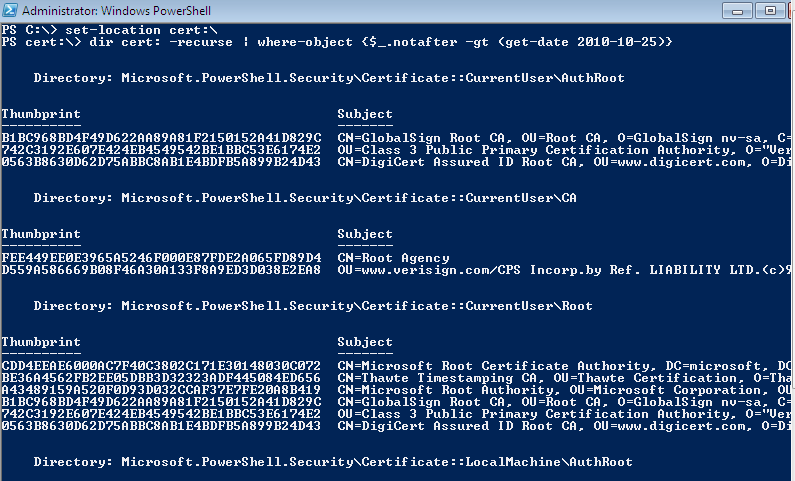 Administrator: Windows PowerShell
PS C:\> set-location cert:\
PS cert:\> dir cert: -recurse | where-object {$_.notafter -gt (get-date 2010-10-25)}
Directory: Microsoft.PowerShell.Security\Certificate::CurrentUser\AuthRoot
Thumbprint Subject
---------- -------
B1BC968BD4F49D622AA89A81F2150152A41D829C CN=GlobalSign Root CA, OU=Root CA, O=GlobalSign nv-sa, C=
742C3192E607E424EB4549542BE1BBC53E6174E2 OU=Class 3 Public Primary Certification Authority, O="Ver
0563B8630D62D75ABBC8AB1E4BDFB5A899B24D43 CN=DigiCert Assured ID Root CA, OU=www.digicert.com, O=Di
Directory: Microsoft.PowerShell.Security\Certificate::CurrentUser\CA
Thumbprint Subject
---------- -------
FEE449EE0E3965A5246F000E87FDE2A065FD89D4 CN=Root Agency
D559A586669B08F46A30A133F8A9ED3D038E2EA8 OU=www.verisign.com/CPS Incorp.by Ref. LIABILITY LTD.(c)9
Directory: Microsoft.PowerShell.Security\Certificate::CurrentUser\Root
Thumbprint Subject
---------- -------
CDD4EEAE6000AC7F40C3802C171E30148030C072 CN=Microsoft Root Certificate Authority, DC=microsoft, DC
BE36A4562FB2EE05DBB3D32323ADF445084ED656 CN=Thawte Timestamping CA, OU=Thawte Certification, O=Tha
A43489159A520F0D93D032CCAF37E7FE20A8B419 CN=Microsoft Root Authority, OU=Microsoft Corporation, OU
B1BC968BD4F49D622AA89A81F2150152A41D829C CN=GlobalSign Root CA, OU=Root CA, O=GlobalSign nv-sa, C=
742C3192E607E424EB4549542BE1BBC53E6174E2 OU=Class 3 Public Primary Certification Authority, O="Ver
0563B8630D62D75ABBC8AB1E4BDFB5A899B24D43 CN=DigiCert Assured ID Root CA, OU=www.digicert.com, O=Di
Directory: Microsoft.PowerShell.Security\Certificate::LocalMachine\AuthRoot